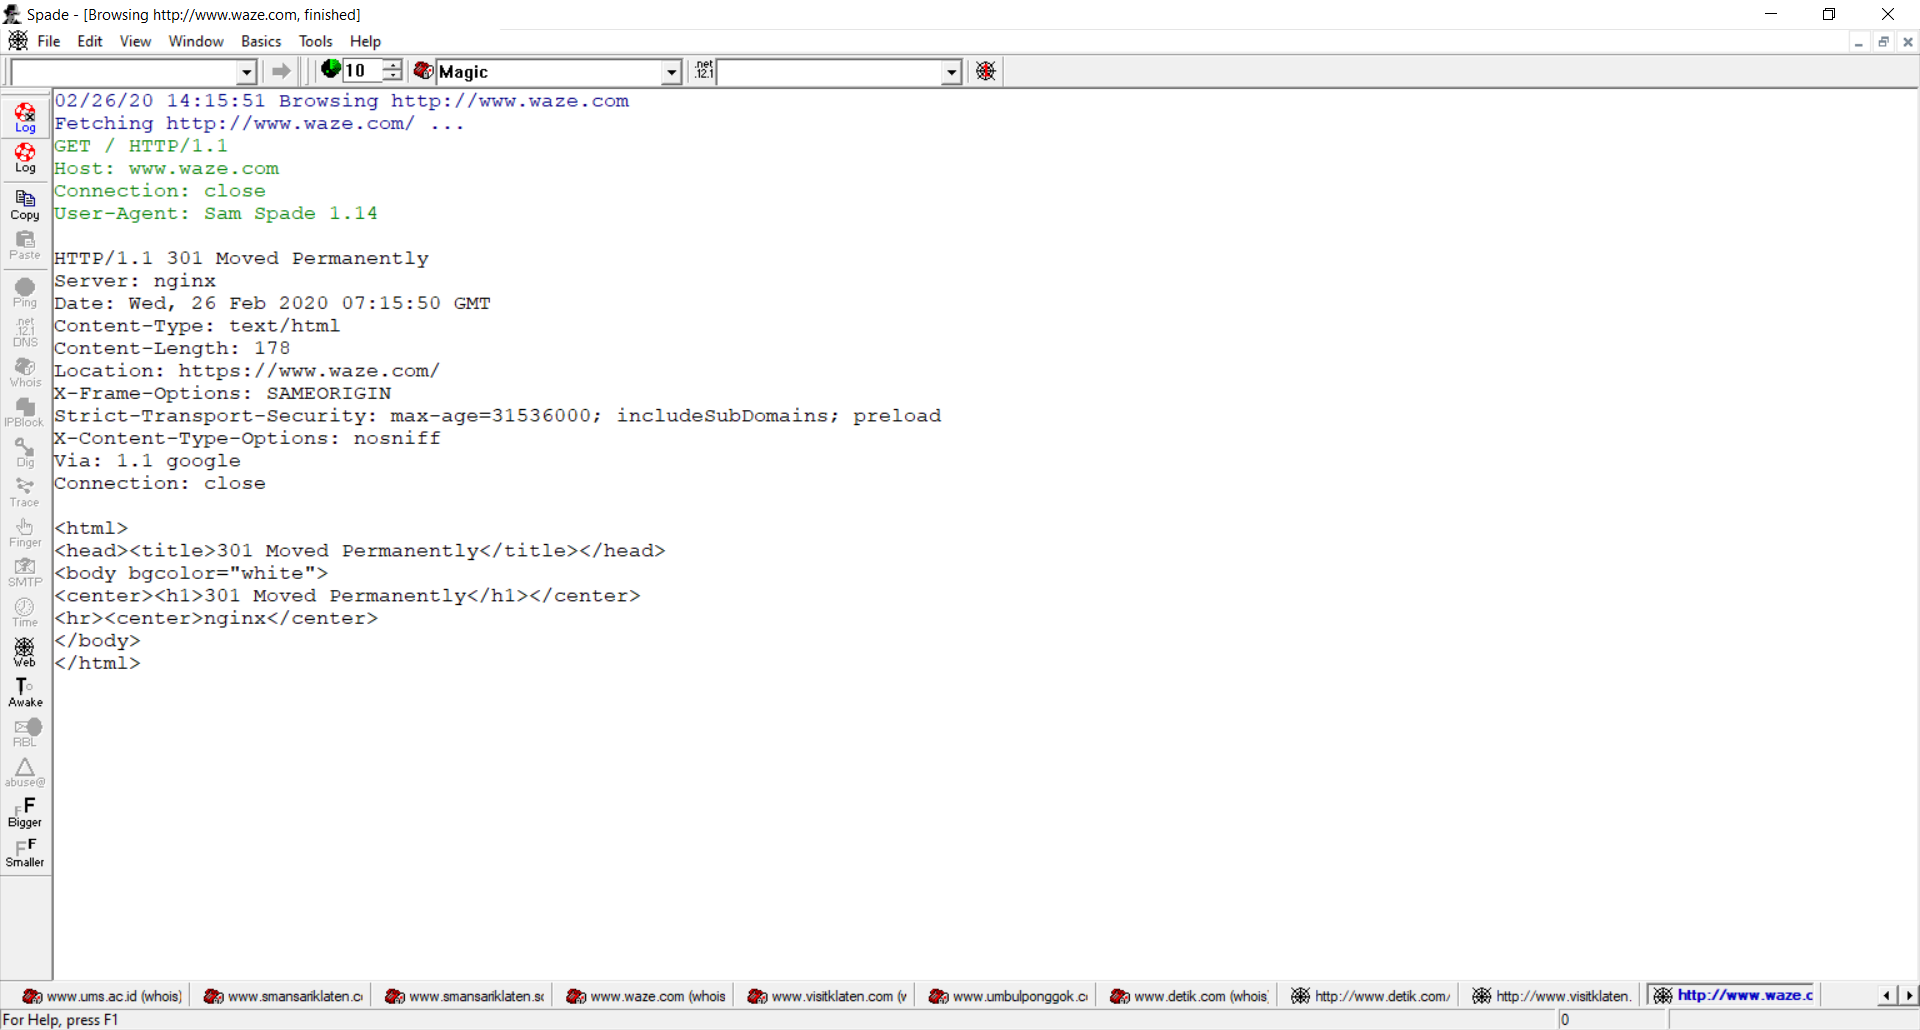 Spade - [Browsing http://www.waze.com, finished]
File Edit View Window Basics Tools Help
10 Magic .net .12.1
02/26/20 14:15:51 Browsing http://www.waze.com
Fetching http://www.waze.com/ ...
GET / HTTP/1.1
Host: www.waze.com
Connection: close
User-Agent: Sam Spade 1.14
HTTP/1.1 301 Moved Permanently
Server: nginx
Date: Wed, 26 Feb 2020 07:15:50 GMT
Content-Type: text/html
Content-Length: 178
Location: https://www.waze.com/
X-Frame-Options: SAMEORIGIN
Strict-Transport-Security: max-age=31536000; includeSubDomains; preload
X-Content-Type-Options: nosniff
Via: 1.1 google
Connection: close
<html>
<head><title>301 Moved Permanently</title></head>
<body bgcolor="white">
<center><h1>301 Moved Permanently</h1></center>
<hr><center>nginx</center>
</body>
</html>
Log
Log
Copy
Paste
Ping
.net
.12.1
DNS
Whois
IPBlock
Dig
Trace
Finger
SMTP
Time
Web
Awake
RBL
abuse@
Bigger
Smaller
www.ums.ac.id (whois) www.smansariklaten.c www.smansariklaten.sc www.waze.com (whois www.visitklaten.com (v www.umbulponggok.c www.detik.com (whois http://www.detik.com/ http://www.visitklaten. http://www.waze.c
For Help, press F1 0